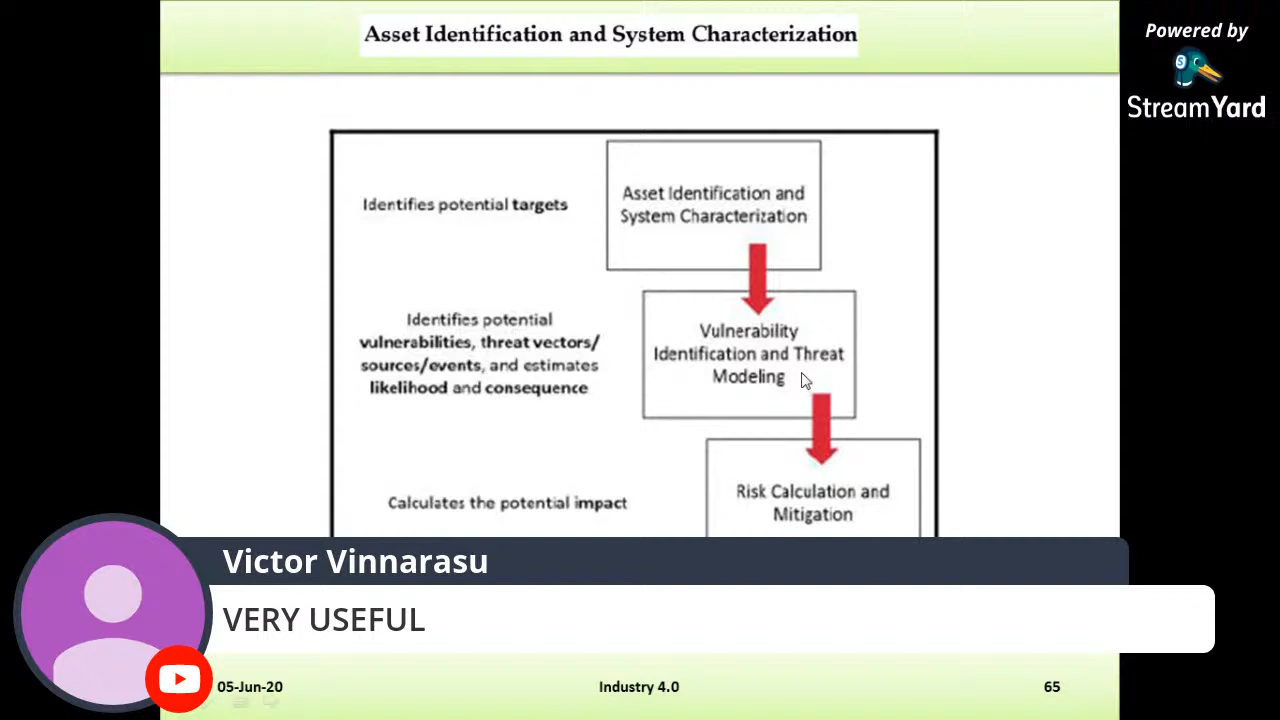 Asset Identification and System Characterization
Powered by
S
StreamYard
Identifies potential targets
Asset Identification and
System Characterization
Identifies potential
vulnerabilities, threat vectors/
sources/events, and estimates
likelihood and consequence
Vulnerability
Identification and Threat
Modeling
Calculates the potential impact
Risk Calculation and
Mitigation
Victor Vinnarasu
VERY USEFUL
05-Jun-20
Industry 4.0
65